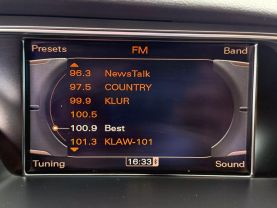 Presets FM Band
96.3 NewsTalk
97.5 COUNTRY
99.9 KLUR
100.5
100.9 Best
101.3 KLAW-101
Tuning 16:33 Sound